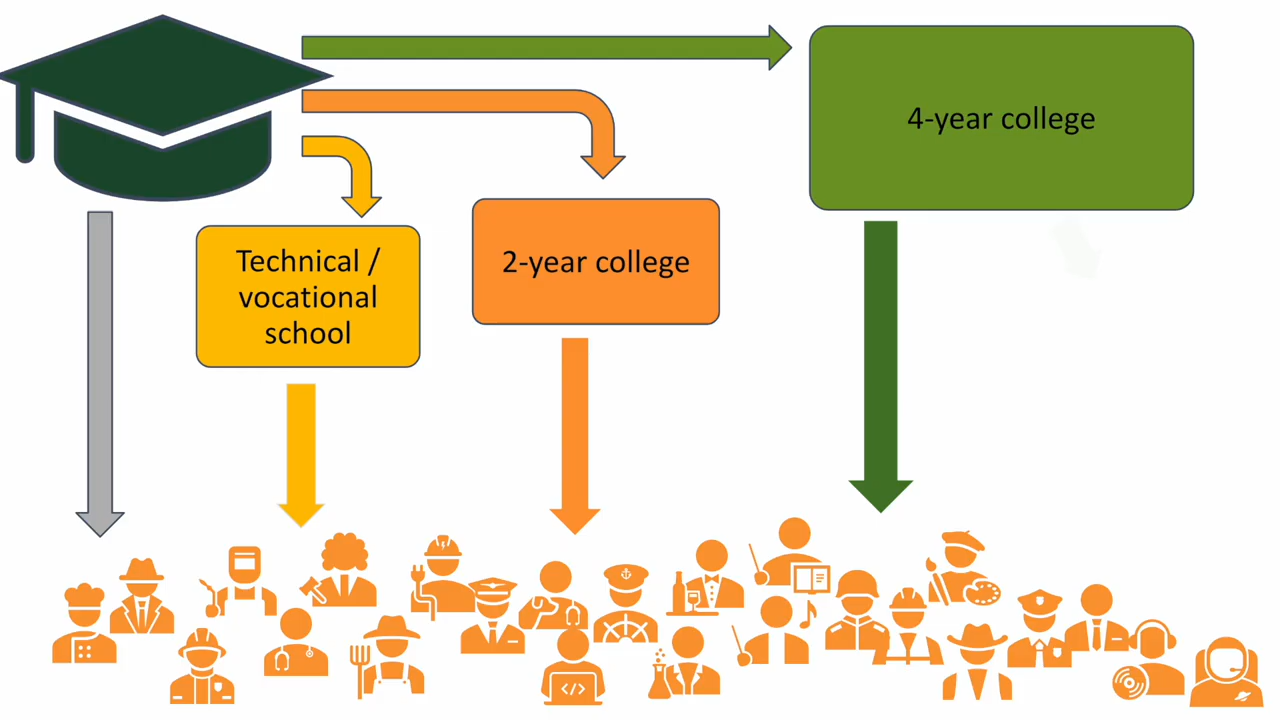 4-year college
Technical /
vocational
school
2-year college
</>